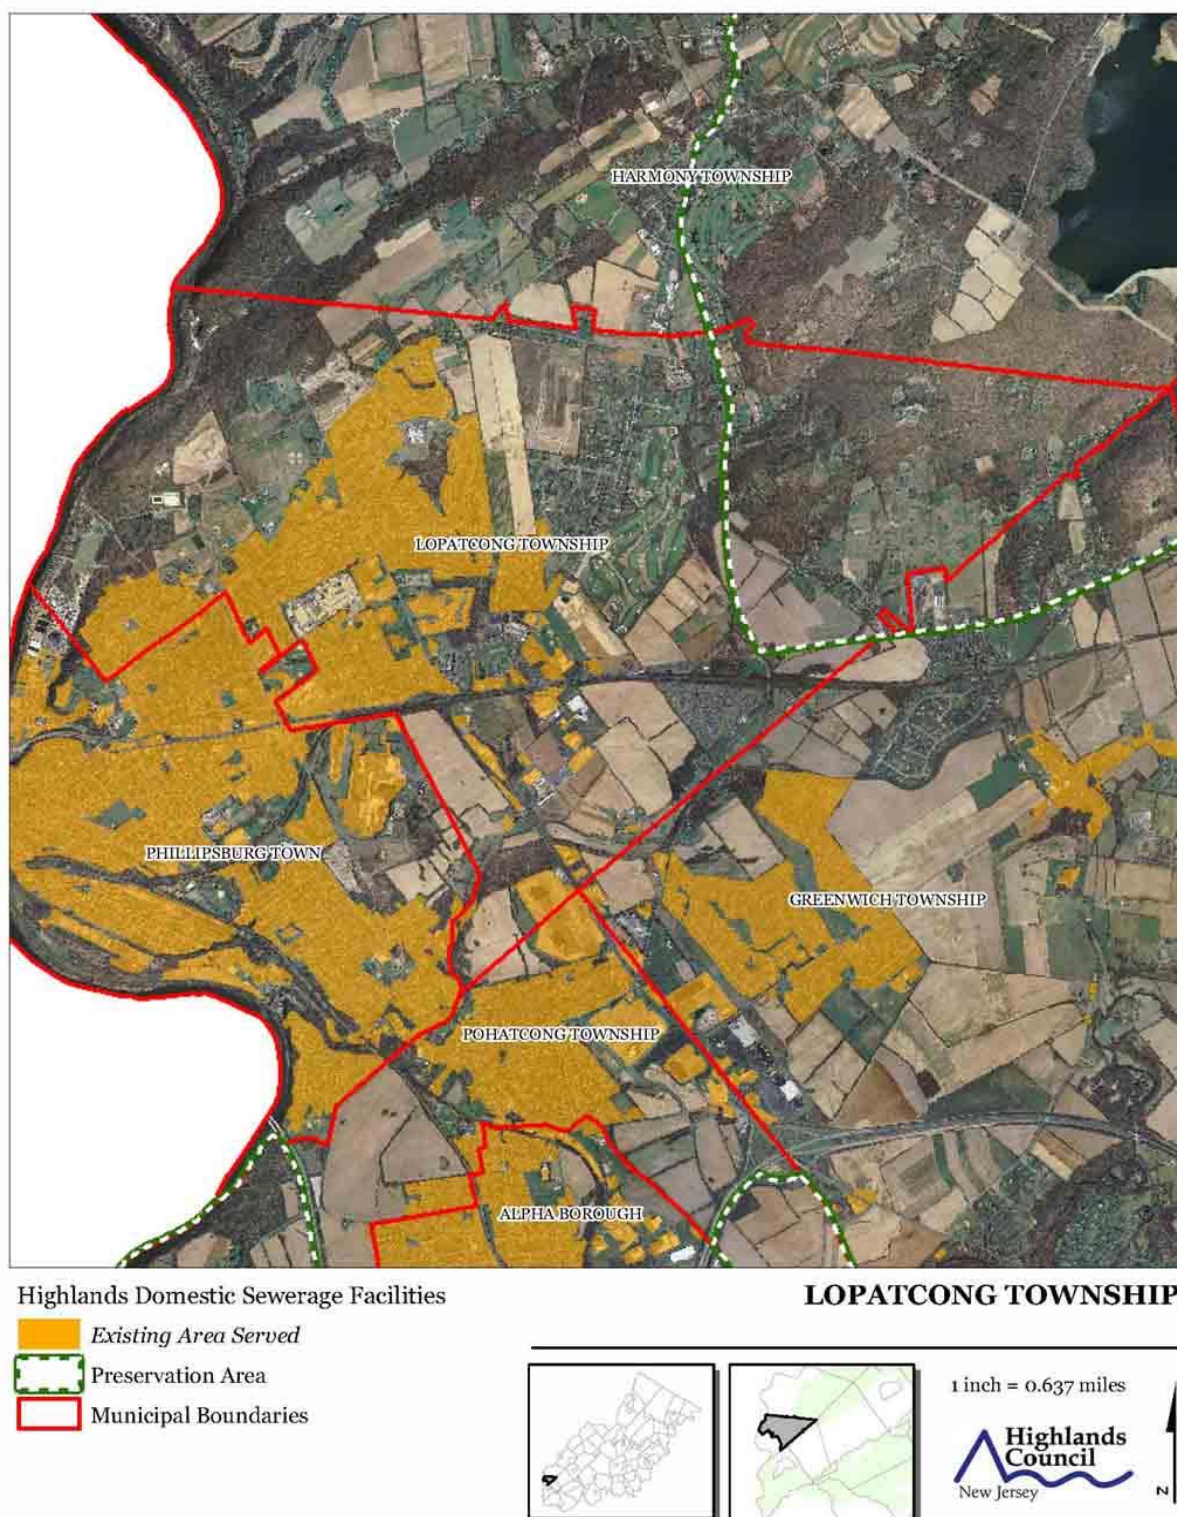 HARMONY TOWNSHIP
LOPATCONG TOWNSHIP
PHILLIPSBURG TOWN
GREENWICH TOWNSHIP
POHATCONG TOWNSHIP
ALPHA BOROUGH
Highlands Domestic Sewerage Facilities
Existing Area Served
Preservation Area
Municipal Boundaries
LOPATCONG TOWNSHIP
1 inch = 0.637 miles
Highlands
Council
New Jersey
N